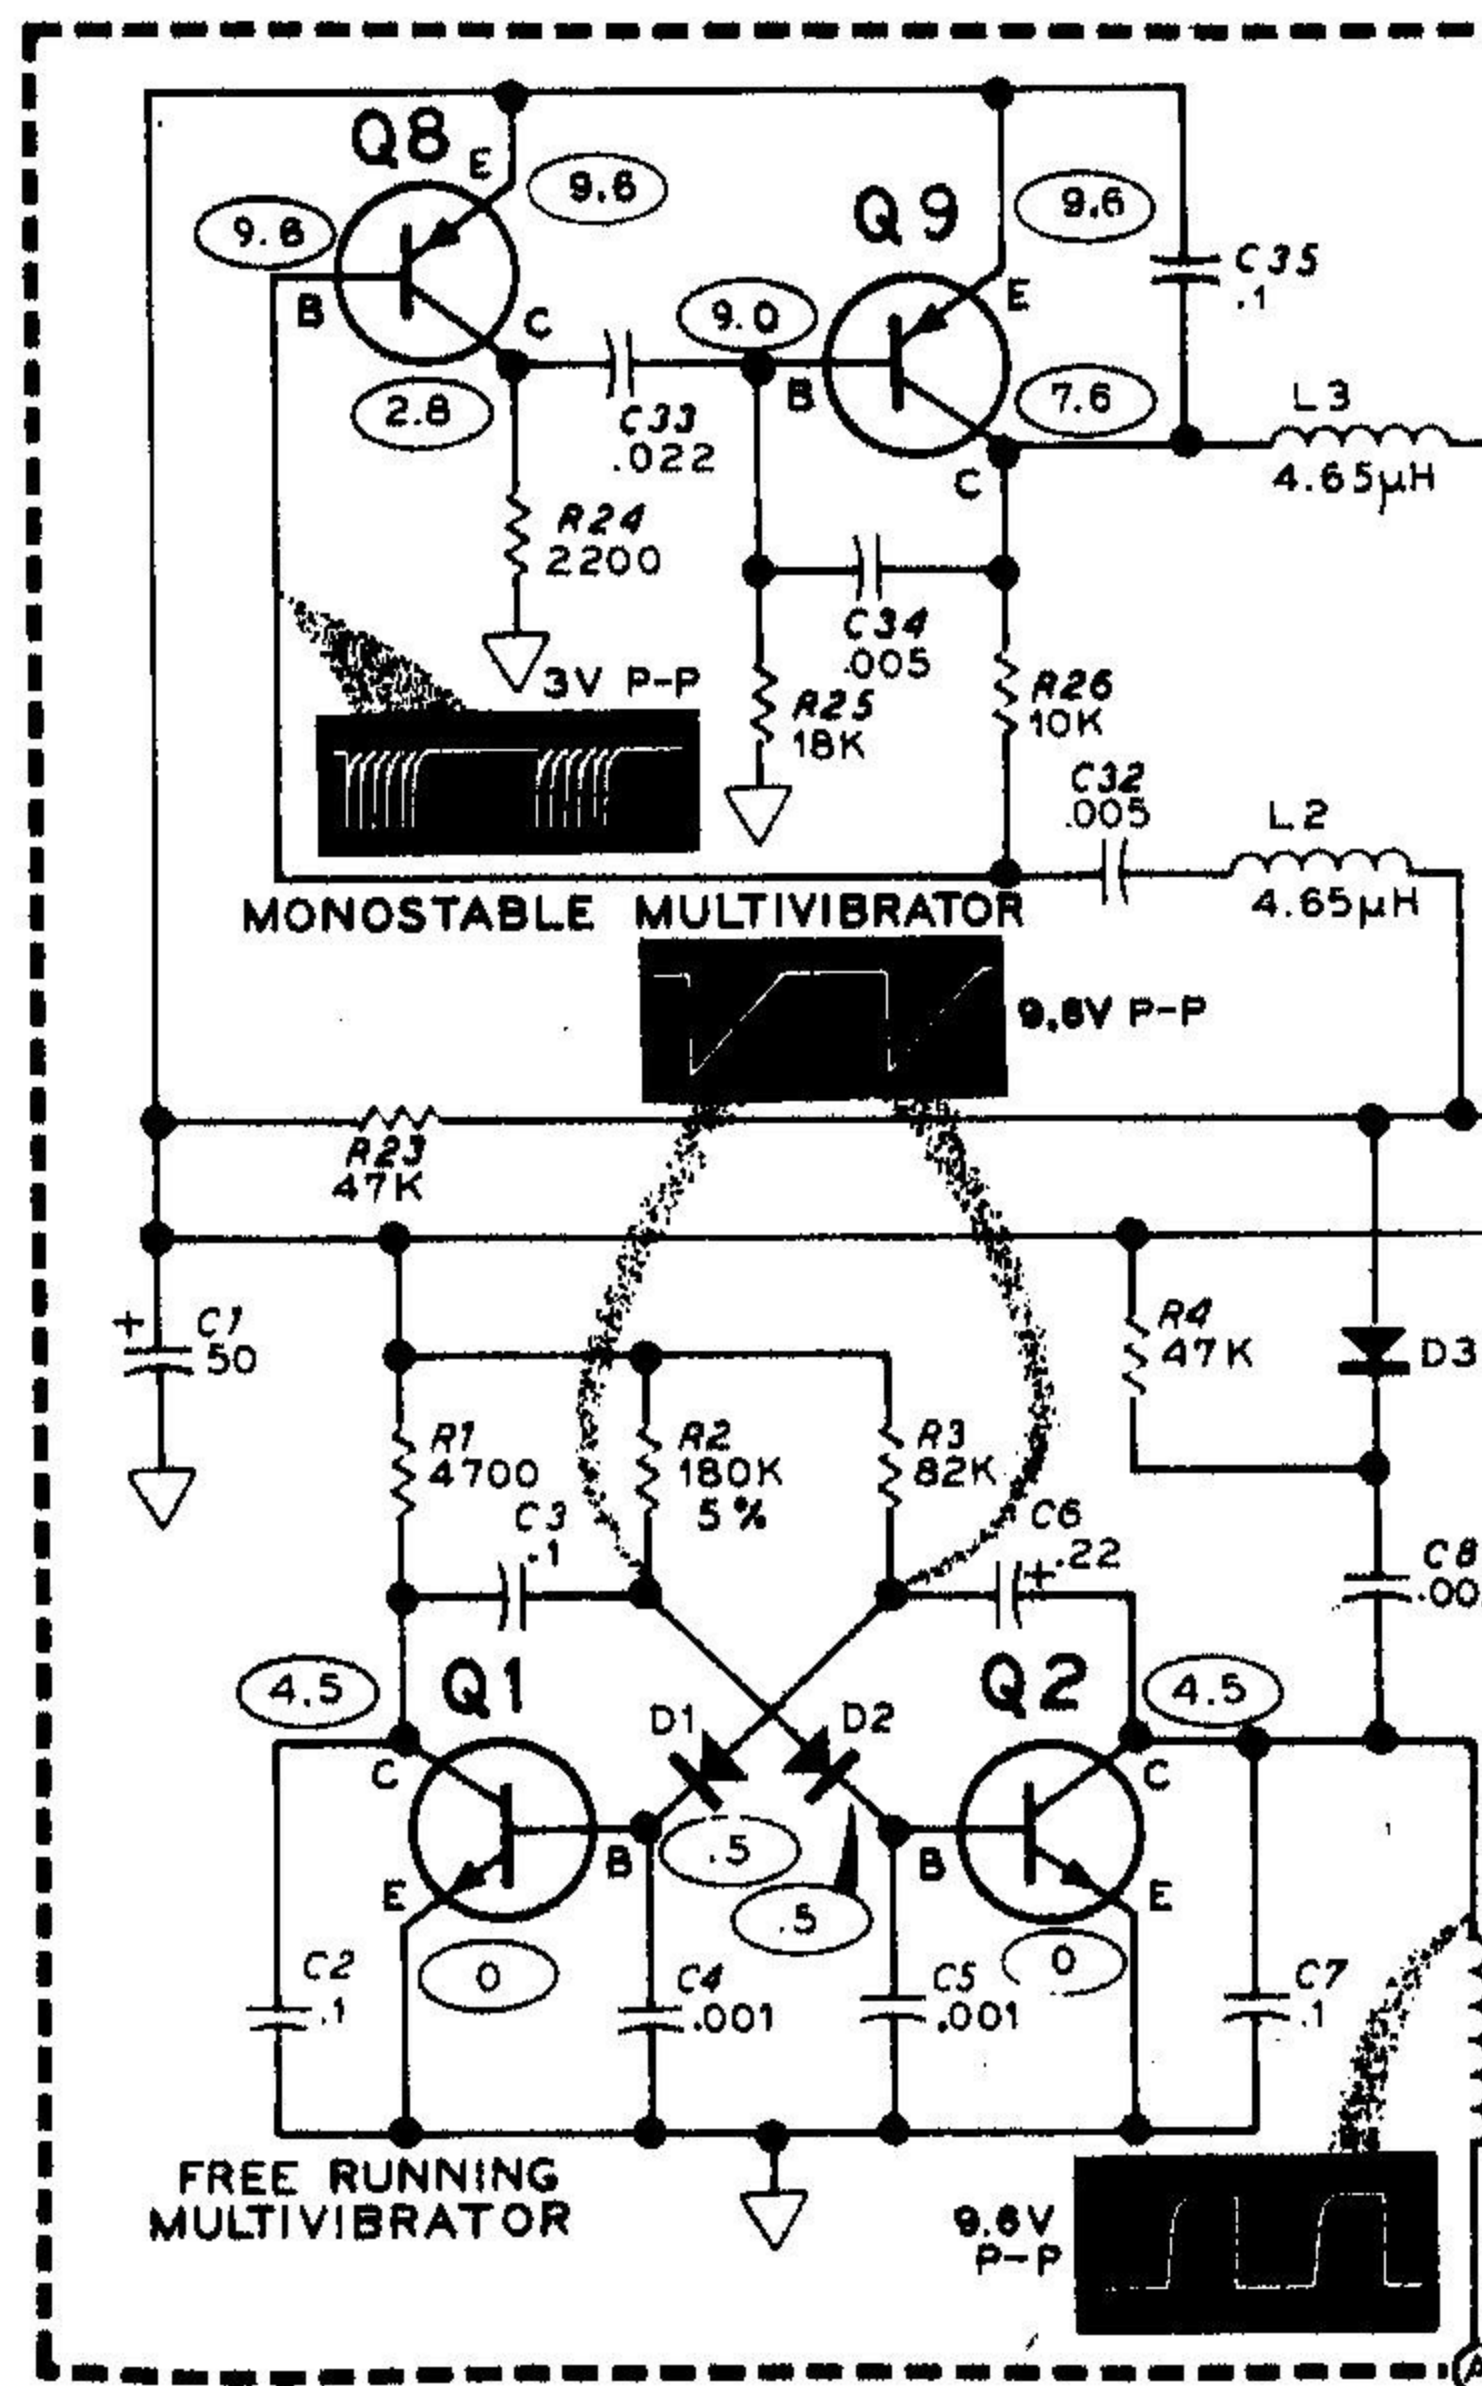 Q8
E
9.6
9.6
B
C
2.8
Q9
9.6
E
9.0
B
7.6
C
C35
.1
L3
4.65µH
C33
.022
R24
2200
C34
.005
3V P-P
R25
18K
R26
10K
C32
.005
L2
4.65µH
MONOSTABLE MULTIVIBRATOR
9.6V P-P
R23
47K
+
C1
50
R4
47K
D3
R1
4700
R2
180K
5%
R3
82K
C3
.1
C6
+.22
C8
.00
4.5
Q1
Q2
4.5
D1
D2
C
C
.5
B
B
E
.5
E
0
0
C2
.1
C4
.001
C5
.001
C7
.1
FREE RUNNING
MULTIVIBRATOR
9.6V
P-P